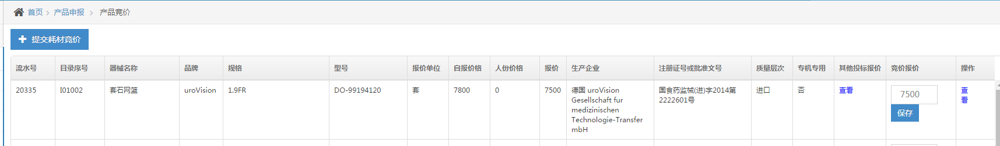 首页 > 产品申报 > 产品竞价
提交耗材竞价
流水号 目录序号 器械名称 品牌 规格 型号 报价单位 自报价格 人份价格 报价 生产企业 注册证号或批准文号 质量层次 专机专用 其他投标报价 竞价报价 操作
20335 I01002 套石网篮 uroVision 1.9FR DO-99194120 套 7800 0 7500 德国 uroVision 国食药监械(进)字2014第 进口 否 查看 7500 查
Gesellschaft fur 2222601号 看
medizinischen
Technologie-Transfer 保存
mbH